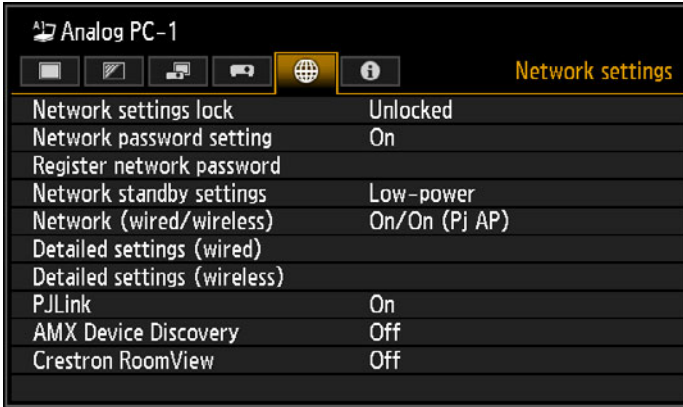 Analog PC-1
Network settings
Network settings lock Unlocked
Network password setting On
Register network password
Network standby settings Low-power
Network (wired/wireless) On/On (Pj AP)
Detailed settings (wired)
Detailed settings (wireless)
PJLink On
AMX Device Discovery Off
Crestron RoomView Off